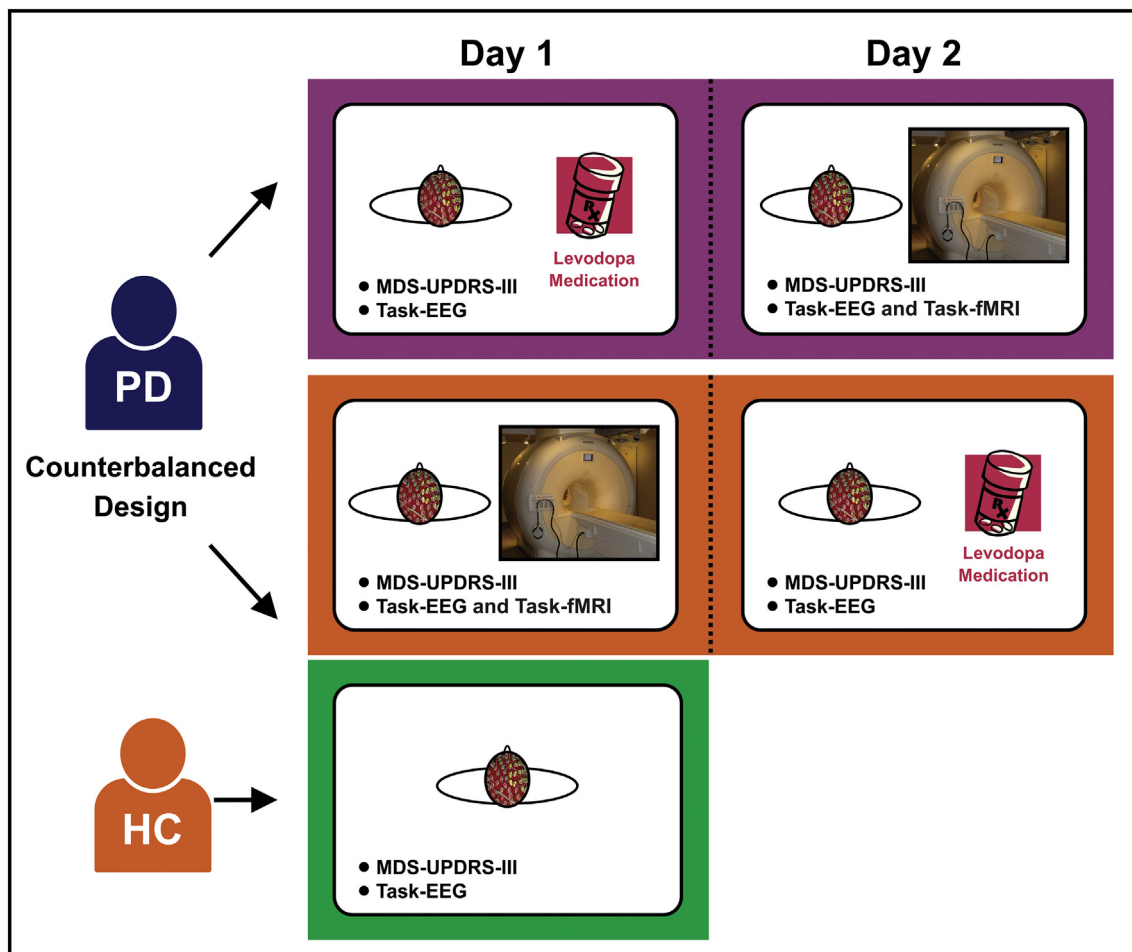 Day 1
Day 2
Rx
Levodopa
Medication
● MDS-UPDRS-III
● Task-EEG
● MDS-UPDRS-III
● Task-EEG and Task-fMRI
PD
Counterbalanced
Design
● MDS-UPDRS-III
● Task-EEG and Task-fMRI
Rx
Levodopa
Medication
● MDS-UPDRS-III
● Task-EEG
HC
● MDS-UPDRS-III
● Task-EEG